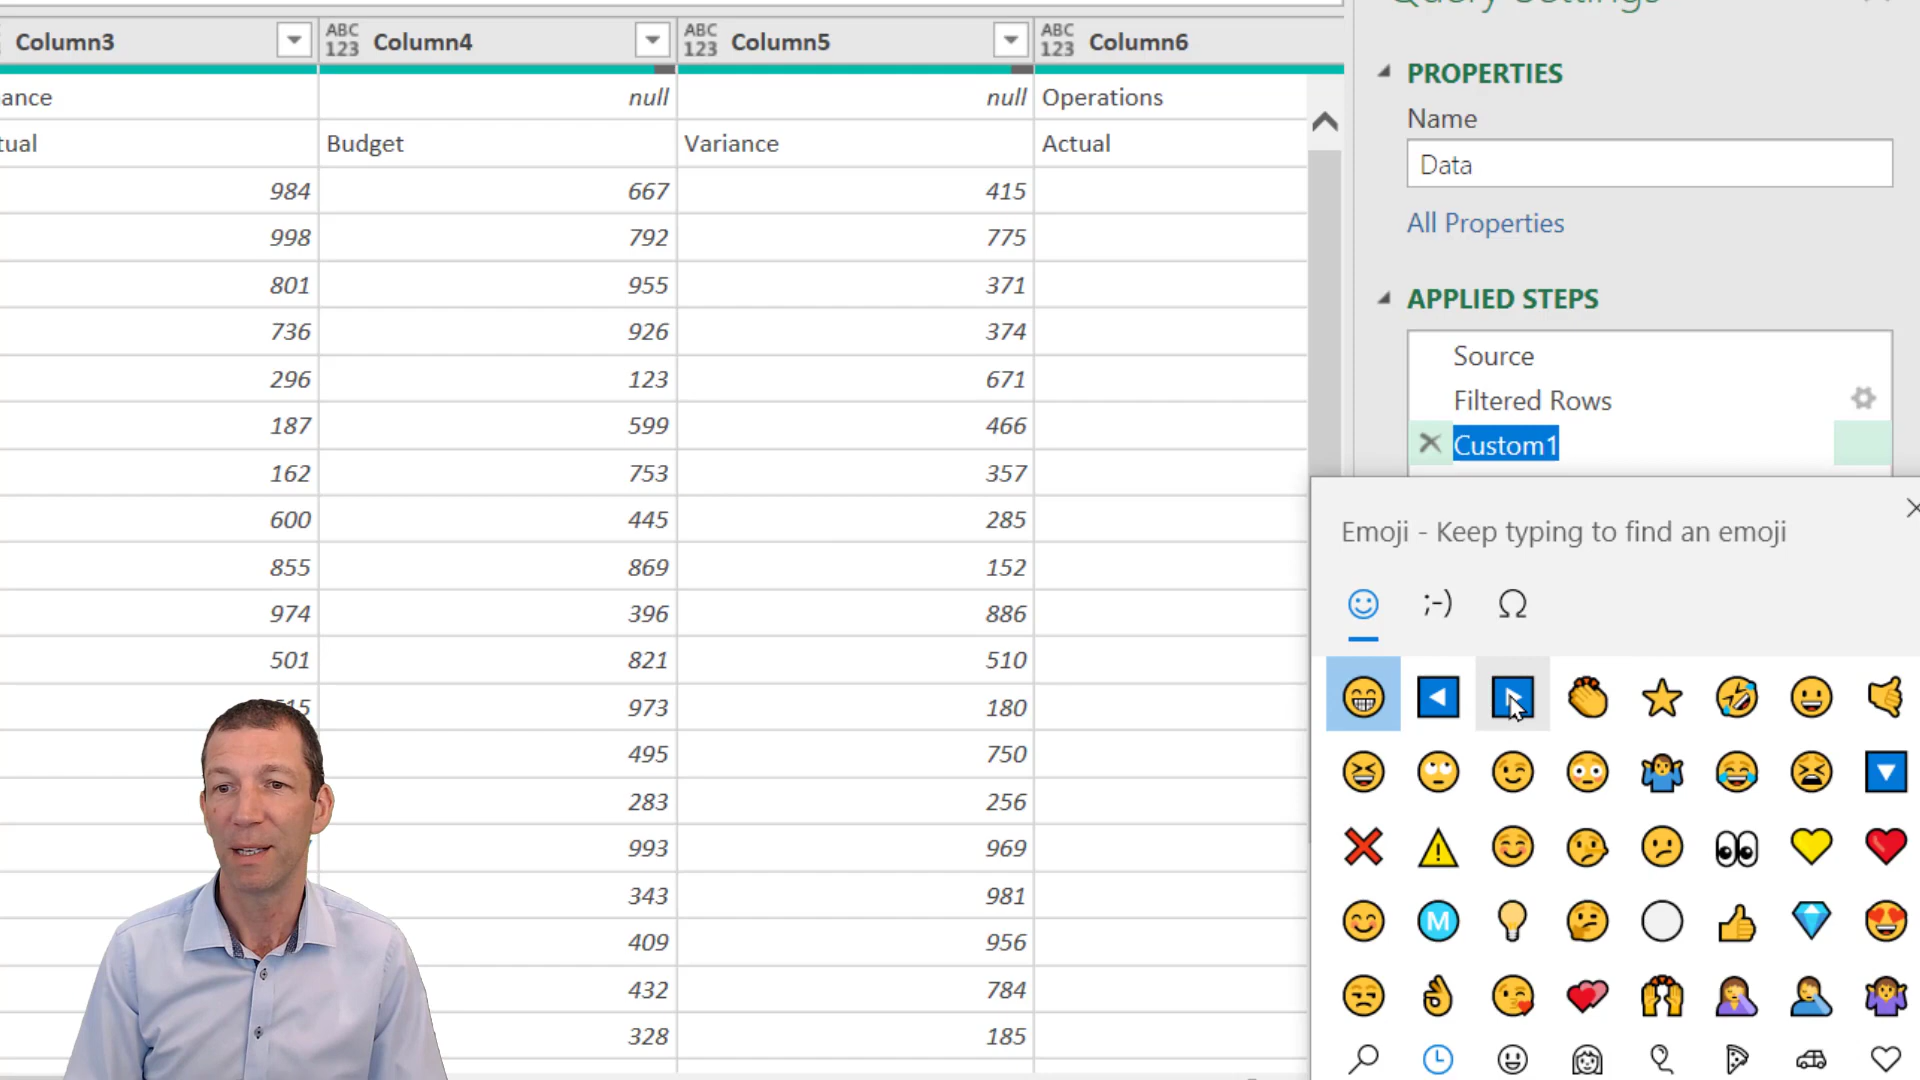 Query Settings
Column3 ABC 123 Column4 ABC 123 Column5 ABC 123 Column6
PROPERTIES
ance null null Operations
Name
tual Budget Variance Actual
Data
984 667 415
All Properties
998 792 775
801 955 371
APPLIED STEPS
736 926 374
Source
296 123 671
Filtered Rows
187 599 466
Custom1
162 753 357
600 445 285
Emoji - Keep typing to find an emoji
855 869 152
;-) Ω
974 396 886
501 821 510
515 973 180
495 750
283 256
993 969
343 981
M
409 956
432 784
328 185